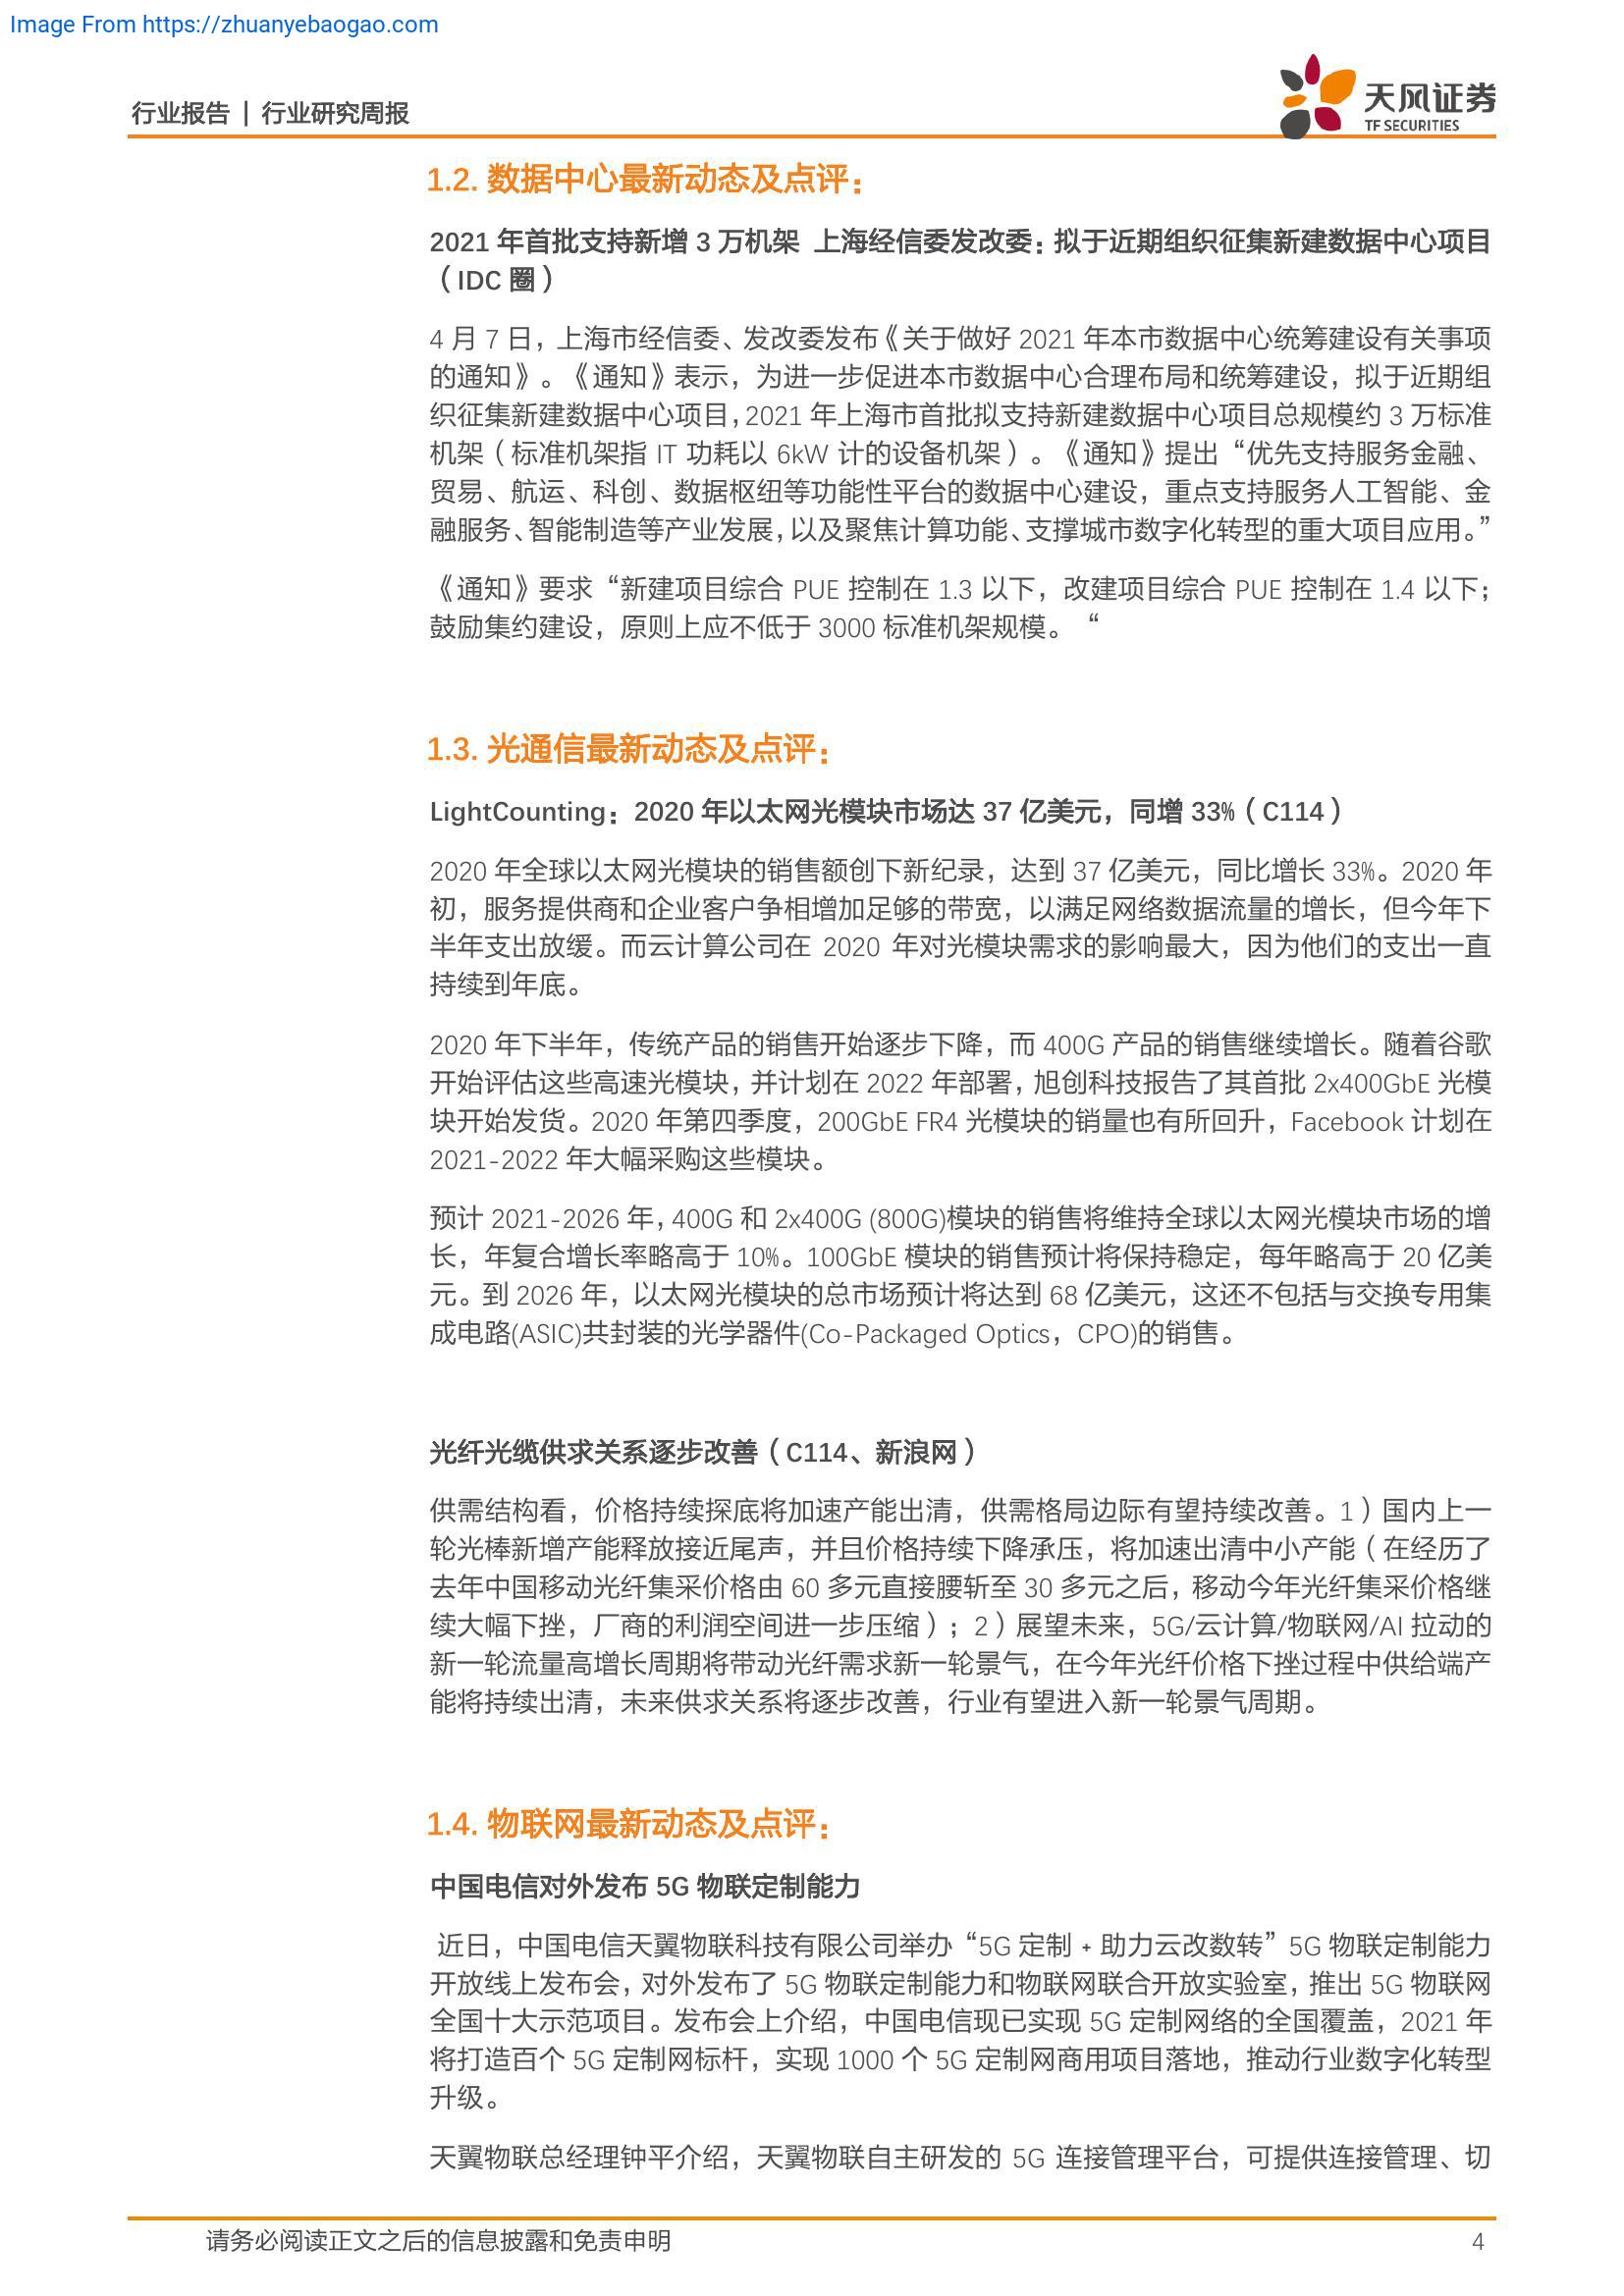 Image From https://zhuanyebaogao.com
行业报告 | 行业研究周报
天风证券
TF SECURITIES
1.2. 数据中心最新动态及点评：
2021 年首批支持新增 3 万机架 上海经信委发改委：拟于近期组织征集新建数据中心项目
（IDC 圈）
4 月 7 日，上海市经信委、发改委发布《关于做好 2021 年本市数据中心统筹建设有关事项
的通知》。《通知》表示，为进一步促进本市数据中心合理布局和统筹建设，拟于近期组
织征集新建数据中心项目，2021 年上海市首批拟支持新建数据中心项目总规模约 3 万标准
机架（标准机架指 IT 功耗以 6kW 计的设备机架）。《通知》提出“优先支持服务金融、
贸易、航运、科创、数据枢纽等功能性平台的数据中心建设，重点支持服务人工智能、金
融服务、智能制造等产业发展，以及聚焦计算功能、支撑城市数字化转型的重大项目应用。”
《通知》要求“新建项目综合 PUE 控制在 1.3 以下，改建项目综合 PUE 控制在 1.4 以下；
鼓励集约建设，原则上应不低于 3000 标准机架规模。“
1.3. 光通信最新动态及点评：
LightCounting：2020 年以太网光模块市场达 37 亿美元，同增 33%（C114）
2020 年全球以太网光模块的销售额创下新纪录，达到 37 亿美元，同比增长 33%。2020 年
初，服务提供商和企业客户争相增加足够的带宽，以满足网络数据流量的增长，但今年下
半年支出放缓。而云计算公司在 2020 年对光模块需求的影响最大，因为他们的支出一直
持续到年底。
2020 年下半年，传统产品的销售开始逐步下降，而 400G 产品的销售继续增长。随着谷歌
开始评估这些高速光模块，并计划在 2022 年部署，旭创科技报告了其首批 2x400GbE 光模
块开始发货。2020 年第四季度，200GbE FR4 光模块的销量也有所回升，Facebook 计划在
2021-2022 年大幅采购这些模块。
预计 2021-2026 年，400G 和 2x400G (800G)模块的销售将维持全球以太网光模块市场的增
长，年复合增长率略高于 10%。100GbE 模块的销售预计将保持稳定，每年略高于 20 亿美
元。到 2026 年，以太网光模块的总市场预计将达到 68 亿美元，这还不包括与交换专用集
成电路(ASIC)共封装的光学器件(Co-Packaged Optics，CPO)的销售。
光纤光缆供求关系逐步改善（C114、新浪网）
供需结构看，价格持续探底将加速产能出清，供需格局边际有望持续改善。1）国内上一
轮光棒新增产能释放接近尾声，并且价格持续下降承压，将加速出清中小产能（在经历了
去年中国移动光纤集采价格由 60 多元直接腰斩至 30 多元之后，移动今年光纤集采价格继
续大幅下挫，厂商的利润空间进一步压缩）；2）展望未来，5G/云计算/物联网/AI 拉动的
新一轮流量高增长周期将带动光纤需求新一轮景气，在今年光纤价格下挫过程中供给端产
能将持续出清，未来供求关系将逐步改善，行业有望进入新一轮景气周期。
1.4. 物联网最新动态及点评：
中国电信对外发布 5G 物联定制能力
近日，中国电信天翼物联科技有限公司举办“5G 定制﹢助力云改数转”5G 物联定制能力
开放线上发布会，对外发布了 5G 物联定制能力和物联网联合开放实验室，推出 5G 物联网
全国十大示范项目。发布会上介绍，中国电信现已实现 5G 定制网络的全国覆盖，2021 年
将打造百个 5G 定制网标杆，实现 1000 个 5G 定制网商用项目落地，推动行业数字化转型
升级。
天翼物联总经理钟平介绍，天翼物联自主研发的 5G 连接管理平台，可提供连接管理、切
请务必阅读正文之后的信息披露和免责申明
4